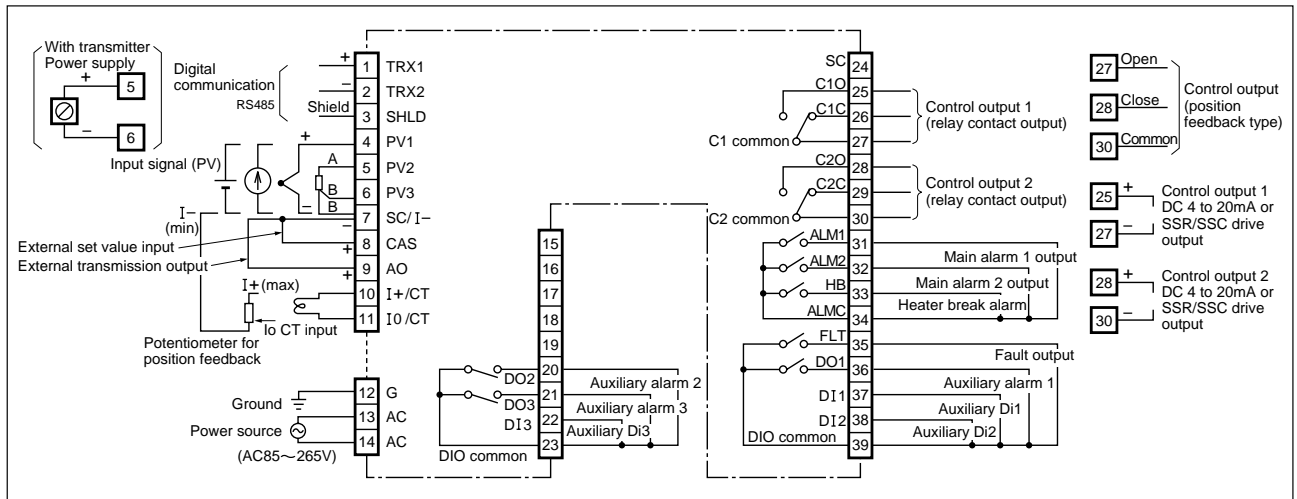 With transmitter
Power supply
+
5
−
6
Digital
communication
RS485
+
−
Shield
1 TRX1
2 TRX2
3 SHLD
4 PV1
5 PV2
6 PV3
7 SC/I−
8 CAS
9 AO
10 I+/CT
11 I0/CT
Input signal (PV)
+
−
A
B
B
I−
(min)
−
+
+
External set value input
External transmission output
I+(max)
Io CT input
Potentiometer for
position feedback
12 G
13 AC
14 AC
Ground
Power source
(AC85～265V)
15
16
17
18
19
20
21
22
23
DO2
DO3
DI3
DIO common
Auxiliary alarm 2
Auxiliary alarm 3
Auxiliary Di3
SC 24
C1O 25
C1C 26
C1 common 27
C2O 28
C2C 29
C2 common 30
ALM1 31
ALM2 32
HB 33
ALMC 34
FLT 35
DO1 36
DI1 37
DI2 38
DIO common 39
Control output 1
(relay contact output)
Control output 2
(relay contact output)
Main alarm 1 output
Main alarm 2 output
Heater break alarm
Fault output
Auxiliary alarm 1
Auxiliary Di1
Auxiliary Di2
27 Open
28 Close
30 Common
Control output
(position
feedback type)
25 +
27 −
Control output 1
DC 4 to 20mA or
SSR/SSC drive
output
28 +
30 −
Control output 2
DC 4 to 20mA or
SSR/SSC drive
output